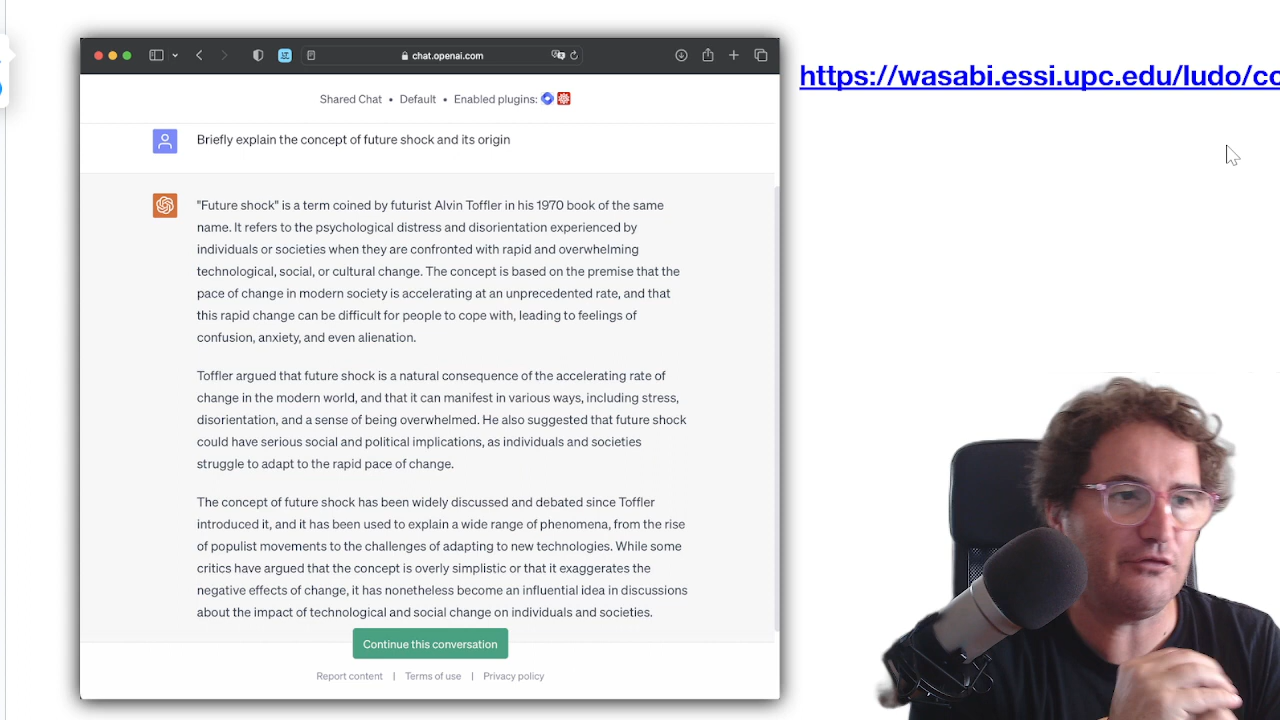 chat.openai.com
https://wasabi.essi.upc.edu/ludo/co
Shared Chat • Default • Enabled plugins:
Briefly explain the concept of future shock and its origin
"Future shock" is a term coined by futurist Alvin Toffler in his 1970 book of the same
name. It refers to the psychological distress and disorientation experienced by
individuals or societies when they are confronted with rapid and overwhelming
technological, social, or cultural change. The concept is based on the premise that the
pace of change in modern society is accelerating at an unprecedented rate, and that
this rapid change can be difficult for people to cope with, leading to feelings of
confusion, anxiety, and even alienation.
Toffler argued that future shock is a natural consequence of the accelerating rate of
change in the modern world, and that it can manifest in various ways, including stress,
disorientation, and a sense of being overwhelmed. He also suggested that future shock
could have serious social and political implications, as individuals and societies
struggle to adapt to the rapid pace of change.
The concept of future shock has been widely discussed and debated since Toffler
introduced it, and it has been used to explain a wide range of phenomena, from the rise
of populist movements to the challenges of adapting to new technologies. While some
critics have argued that the concept is overly simplistic or that it exaggerates the
negative effects of change, it has nonetheless become an influential idea in discussions
about the impact of technological and social change on individuals and societies.
Continue this conversation
Report content | Terms of use | Privacy policy